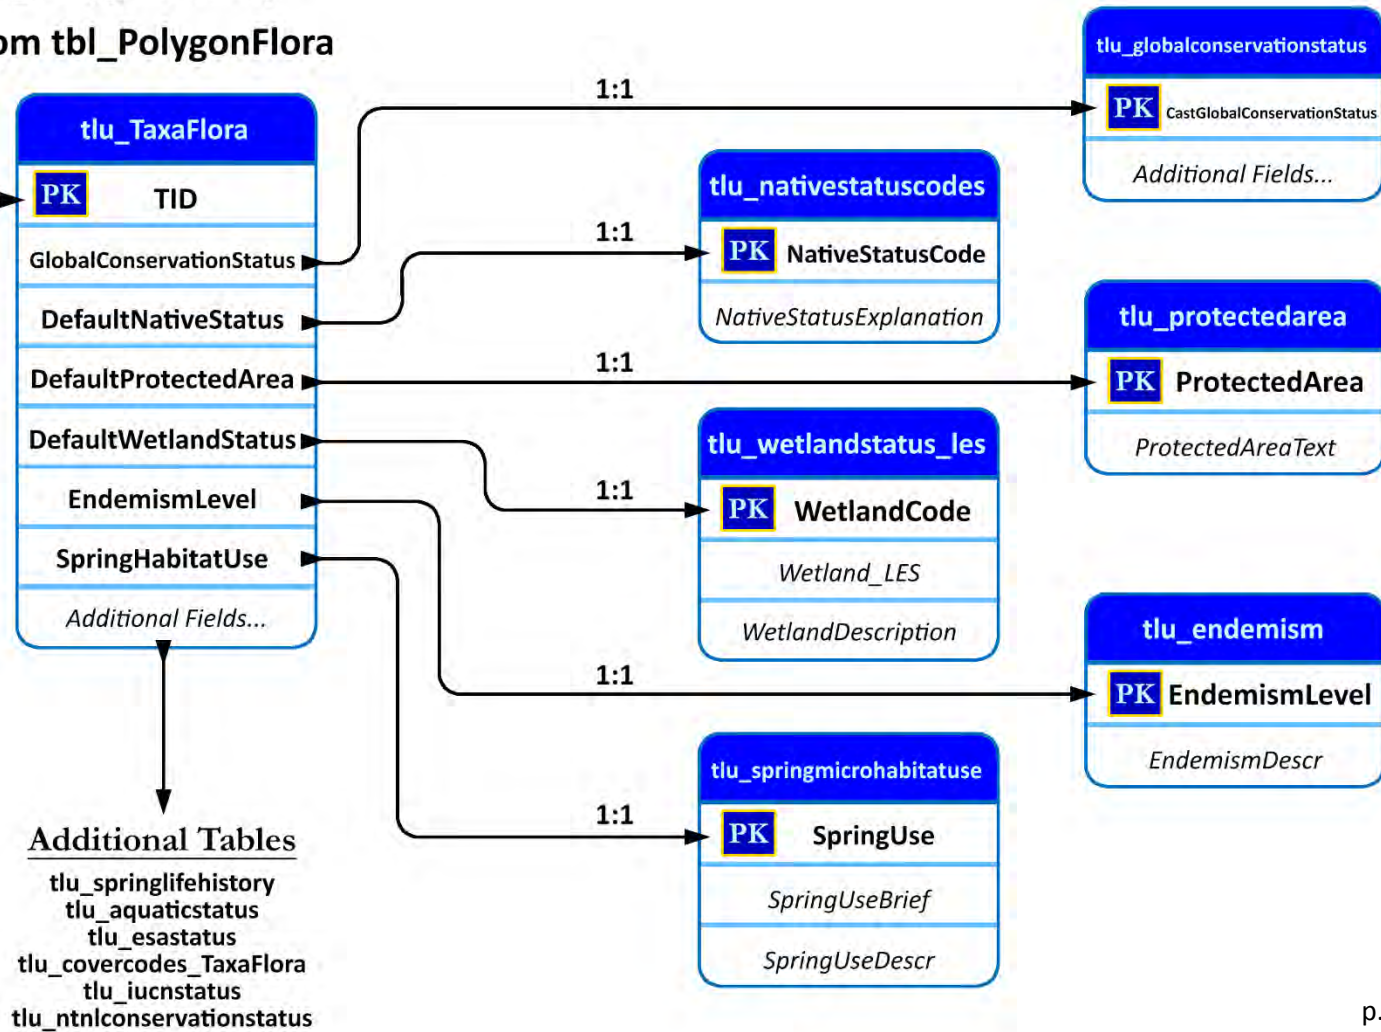 om tbl_PolygonFlora
tlu_TaxaFlora
PK TID
GlobalConservationStatus
DefaultNativeStatus
DefaultProtectedArea
DefaultWetlandStatus
EndemismLevel
SpringHabitatUse
Additional Fields...
Additional Tables
tlu_springlifehistory
tlu_aquaticstatus
tlu_esastatus
tlu_covercodes_TaxaFlora
tlu_iucnstatus
tlu_ntnlconservationstatus
1:1
1:1
1:1
1:1
1:1
1:1
tlu_nativestatuscodes
PK NativeStatusCode
NativeStatusExplanation
tlu_wetlandstatus_les
PK WetlandCode
Wetland_LES
WetlandDescription
tlu_springmicrohabitatuse
PK SpringUse
SpringUseBrief
SpringUseDescr
tlu_globalconservationstatus
PK CastGlobalConservationStatus
Additional Fields...
tlu_protectedarea
PK ProtectedArea
ProtectedAreaText
tlu_endemism
PK EndemismLevel
EndemismDescr
p.